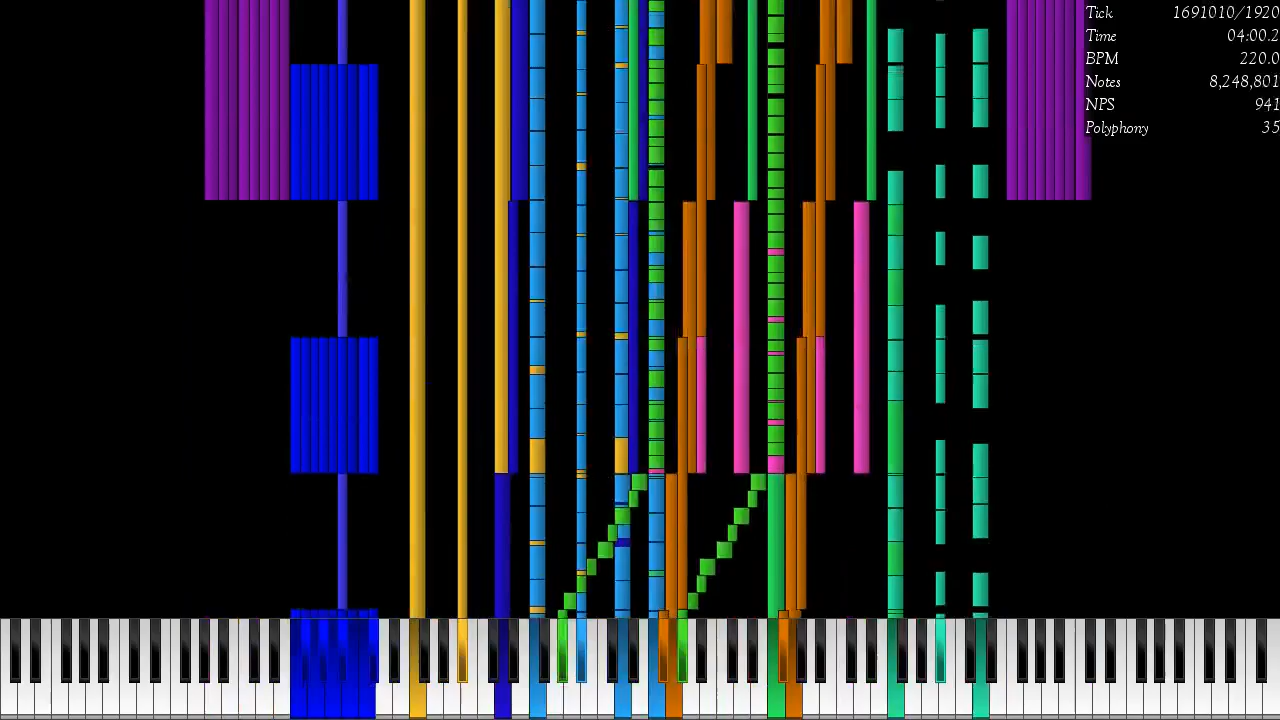 Tick 1691010/1920
Time 04:00.2
BPM 220.0
Notes 8,248,801
NPS 941
Polyphony 35